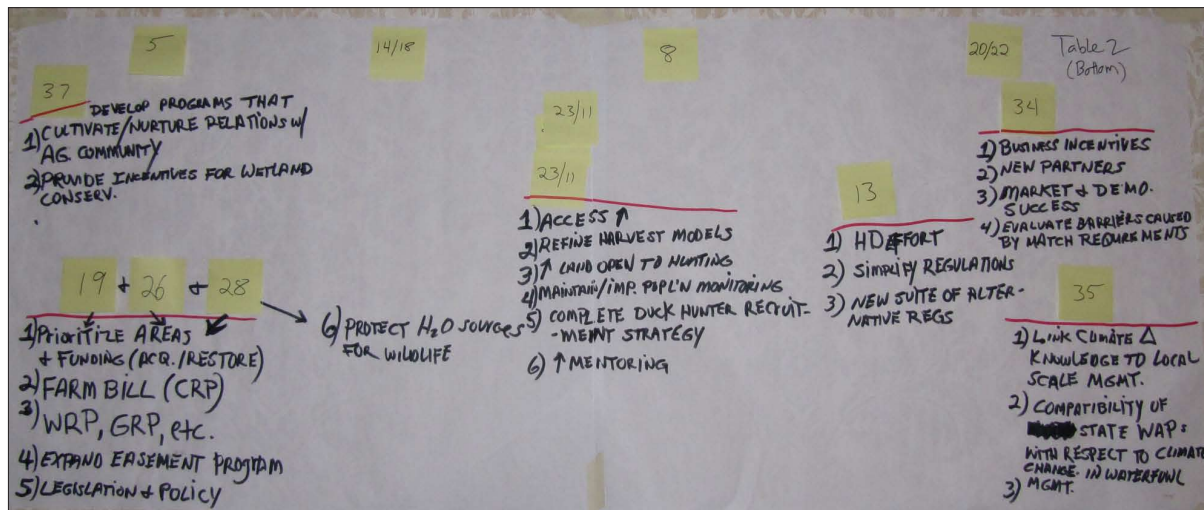 5
14/18
8
20/22
Table 2
(Bottom)
37
DEVELOP PROGRAMS THAT
1) CULTIVATE/NURTURE RELATIONS W/
AG. COMMUNITY
2) PROVIDE INCENTIVES FOR WETLAND
CONSERV.
19 + 26 + 28
1) PRIORITIZE AREAS
+ FUNDING (ACQ./RESTORE)
2) FARM BILL (CRP)
3) WRP, GRP, etc.
4) EXPAND EASEMENT PROGRAM
5) LEGISLATION + POLICY
6) PROTECT H2O SOURCES
FOR WILDLIFE
23/11
23/11
1) ACCESS ↑
2) REFINE HARVEST MODELS
3) ↑ LAND OPEN TO HUNTING
4) MAINTAIN/IMP. POPL'N MONITORING
5) COMPLETE DUCK HUNTER RECRUIT-
-MENT STRATEGY
6) ↑ MENTORING
13
1) HD EFFORT
2) SIMPLIFY REGULATIONS
3) NEW SUITE OF ALTER-
NATIVE REGS
34
1) BUSINESS INCENTIVES
2) NEW PARTNERS
3) MARKET & DEMO.
SUCCESS
4) EVALUATE BARRIERS CAUSED
BY MATCH REQUIREMENTS
35
1) LINK CLIMATE Δ
KNOWLEDGE TO LOCAL
SCALE MGMT.
2) COMPATIBILITY OF
STATE WAPs
WITH RESPECT TO CLIMATE
CHANGE. IN WATERFOWL
3) MGMT.